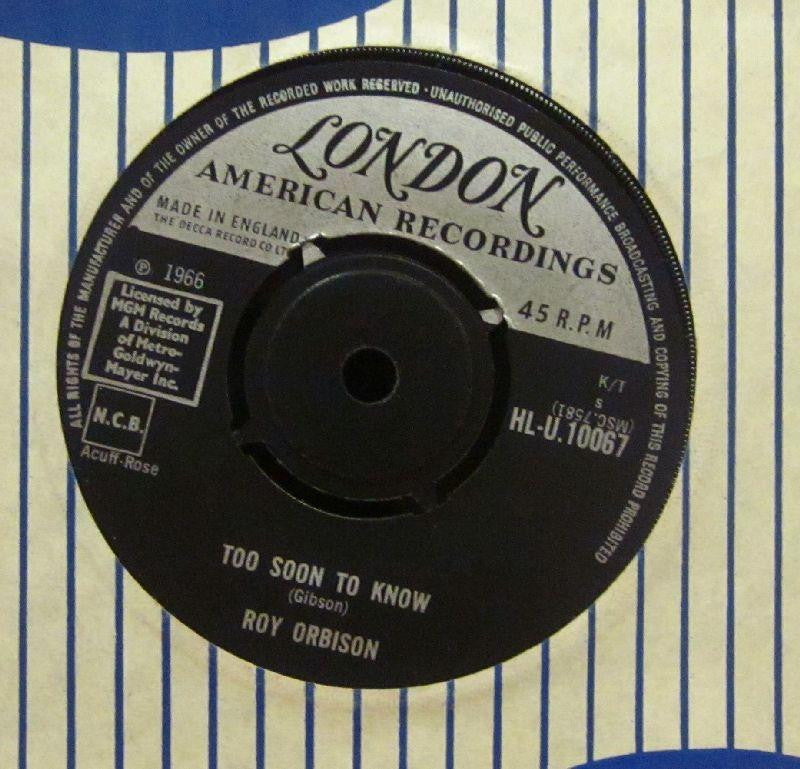 ALL RIGHTS OF THE MANUFACTURER AND OF THE OWNER OF THE RECORDED WORK RESERVED · UNAUTHORISED PUBLIC PERFORMANCE BROADCASTING AND COPYING OF THIS RECORD PROHIBITED
LONDON
AMERICAN RECORDINGS
MADE IN ENGLAND
THE DECCA RECORD CO LT
45 R.P.M
℗ 1966
Licensed by
MGM Records
A Division
of Metro-
Goldwyn-
Mayer Inc.
N.C.B.
Acuff-Rose
K/T
s
(MSC.7581)
HL-U.10067
TOO SOON TO KNOW
(Gibson)
ROY ORBISON